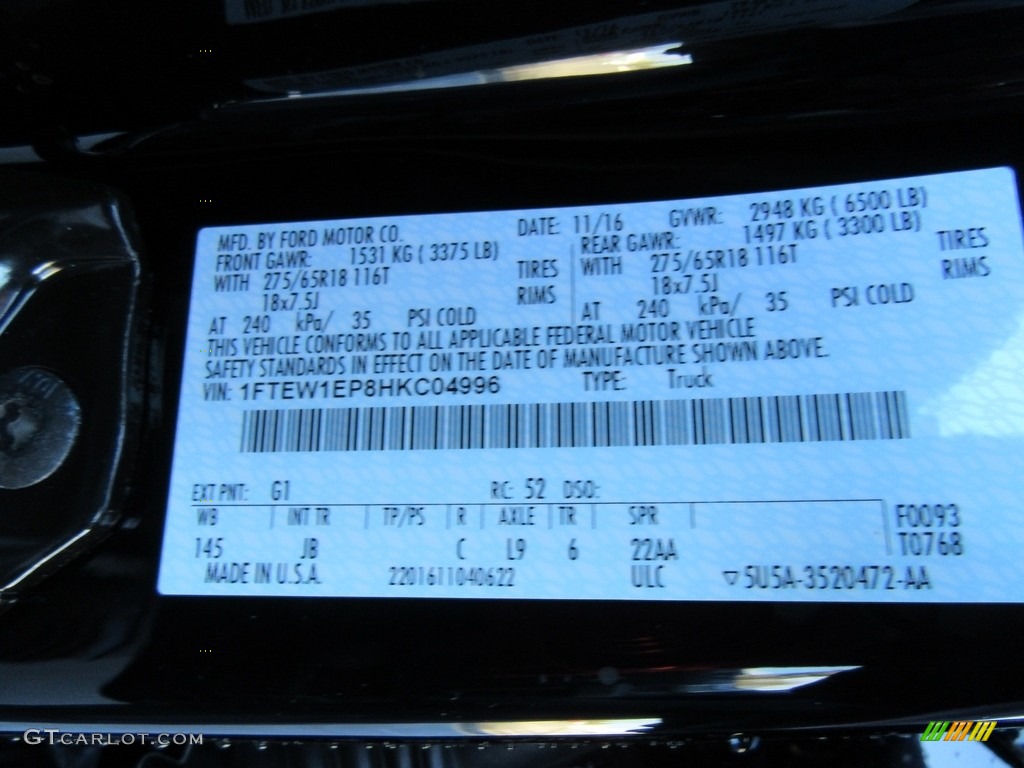 MFD. BY FORD MOTOR CO. DATE: 11/16 GVWR: 2948 KG ( 6500 LB)
FRONT GAWR: 1531 KG ( 3375 LB) REAR GAWR: 1497 KG ( 3300 LB)
WITH 275/65R18 116T TIRES WITH 275/65R18 116T TIRES
18x7.5J RIMS 18x7.5J RIMS
AT 240 kPa/ 35 PSI COLD AT 240 kPa/ 35 PSI COLD
THIS VEHICLE CONFORMS TO ALL APPLICABLE FEDERAL MOTOR VEHICLE
SAFETY STANDARDS IN EFFECT ON THE DATE OF MANUFACTURE SHOWN ABOVE.
VIN: 1FTEW1EP8HKC04996 TYPE: Truck
EXT PNT: G1 RC: 52 DSO:
WB INT TR TP/PS R AXLE TR SPR F0093
145 JB C L9 6 22AA T0768
MADE IN U.S.A. 2201611040622 ULC ▽5U5A-3520472-AA
GTCARLOT.COM